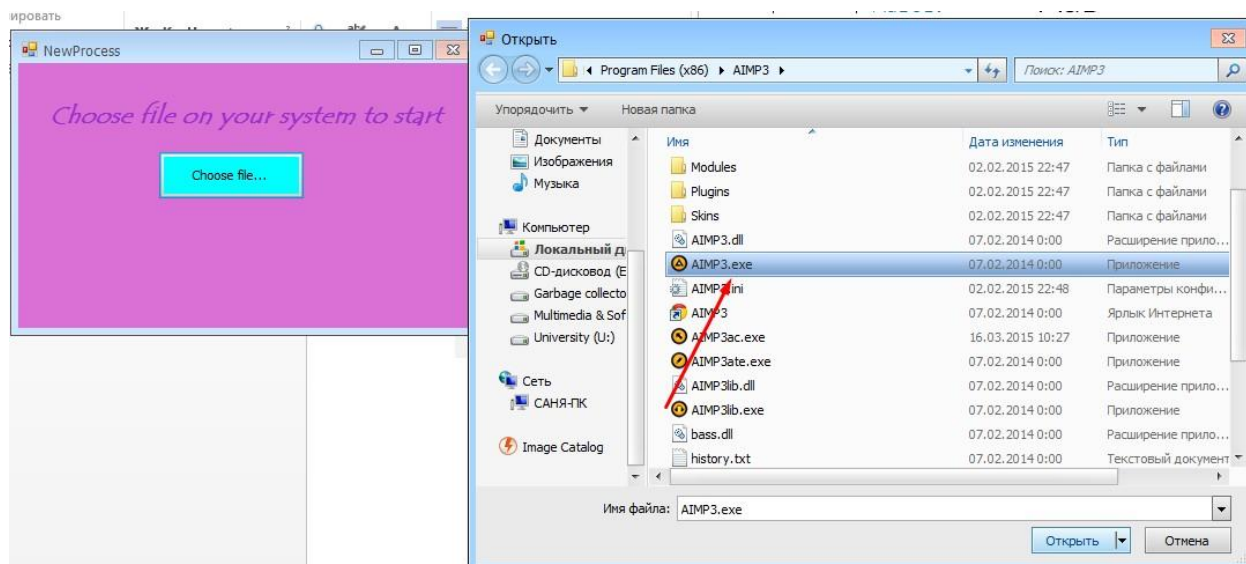 ировать
NewProcess
Choose file on your system to start
Choose file...
Открыть
Program Files (x86) AIMP3
Поиск: AIMP3
Упорядочить Новая папка
Документы
Изображения
Музыка
Компьютер
Локальный д
CD-дисковод (E
Garbage collecto
Multimedia & Sof
University (U:)
Сеть
САНЯ-ПК
Image Catalog
Имя Дата изменения Тип
Modules 02.02.2015 22:47 Папка с файлами
Plugins 02.02.2015 22:47 Папка с файлами
Skins 02.02.2015 22:47 Папка с файлами
AIMP3.dll 07.02.2014 0:00 Расширение прило...
AIMP3.exe 07.02.2014 0:00 Приложение
AIMP3.ini 02.02.2015 22:48 Параметры конфи...
AIMP3 07.02.2014 0:00 Ярлык Интернета
AIMP3ac.exe 16.03.2015 10:27 Приложение
AIMP3ate.exe 07.02.2014 0:00 Приложение
AIMP3lib.dll 07.02.2014 0:00 Расширение прило...
AIMP3lib.exe 07.02.2014 0:00 Приложение
bass.dll 07.02.2014 0:00 Расширение прило...
history.txt 07.02.2014 0:00 Текстовый документ
Имя файла: AIMP3.exe
Открыть Отмена